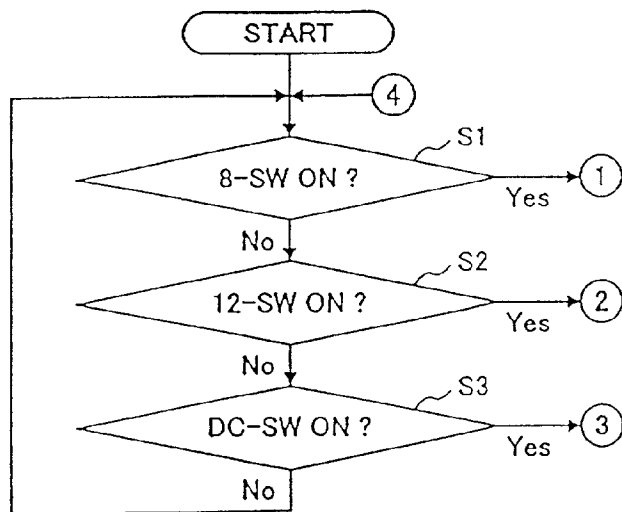 START
4
S1
8-SW ON ?
1
Yes
No
S2
12-SW ON ?
2
Yes
No
S3
DC-SW ON ?
3
Yes
No